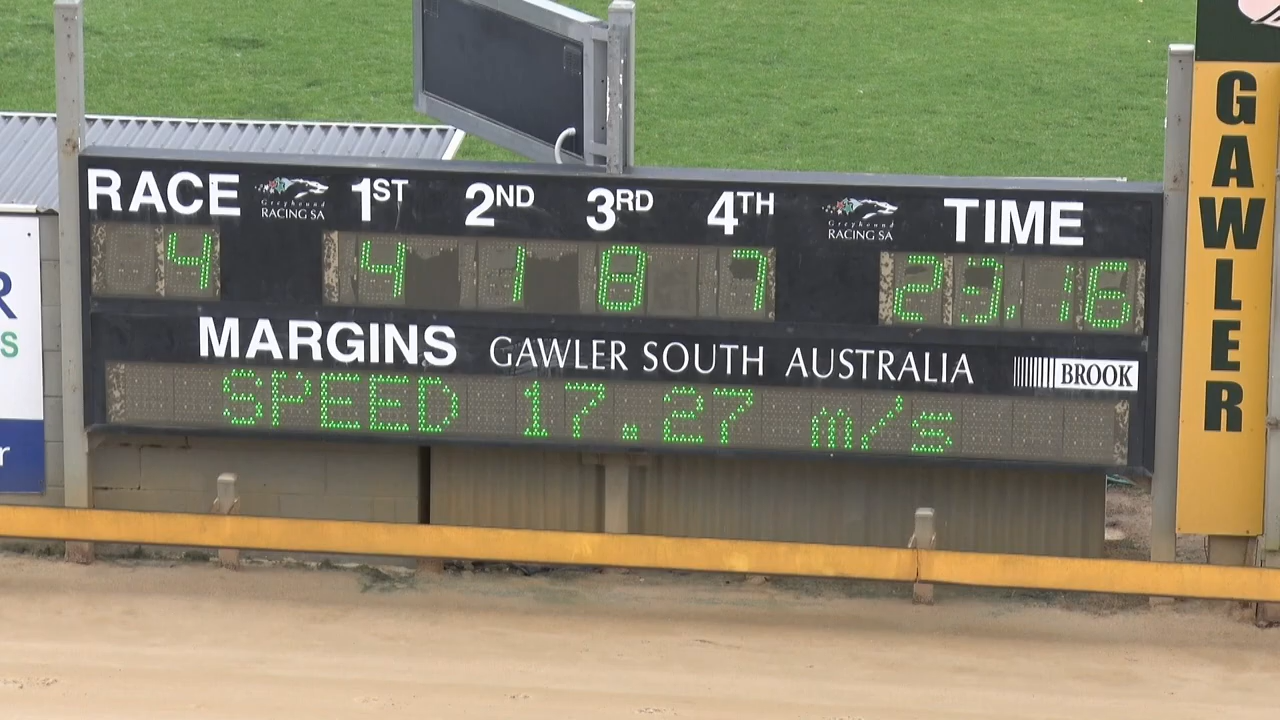 RACE Greyhound RACING SA 1ST 2ND 3RD 4TH Greyhound RACING SA TIME
4 4 1 8 7 23.16
MARGINS GAWLER SOUTH AUSTRALIA BROOK
SPEED 17.27 m/s
GAWLER
R
S
r